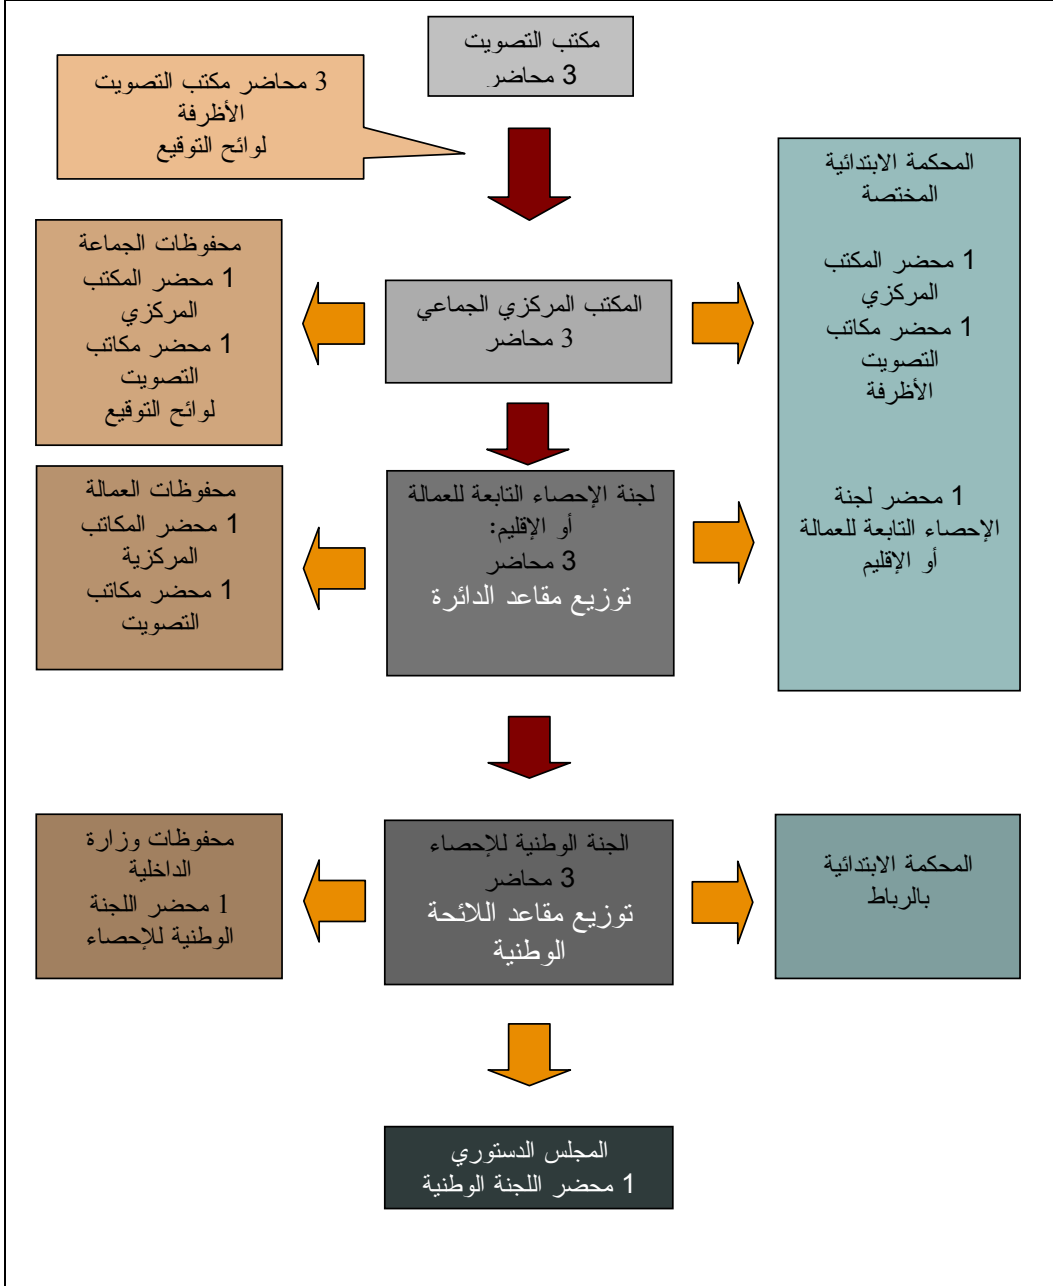 مكتب التصويت
3 محاضر
3 محاضر مكتب التصويت
الأظرفة
لوائح التوقيع
المحكمة الابتدائية
المختصة
1 محضر المكتب
المركزي
1 محضر مكاتب
التصويت
الأظرفة
1 محضر لجنة
الإحصاء التابعة للعمالة
أو الإقليم
المكتب المركزي الجماعي
3 محاضر
محفوظات الجماعة
1 محضر المكتب
المركزي
1 محضر مكاتب
التصويت
لوائح التوقيع
لجنة الإحصاء التابعة للعمالة
أو الإقليم:
3 محاضر
توزيع مقاعد الدائرة
محفوظات العمالة
1 محضر المكاتب
المركزية
1 محضر مكاتب
التصويت
المحكمة الابتدائية
بالرباط
الجنة الوطنية للإحصاء
3 محاضر
توزيع مقاعد اللائحة
الوطنية
محفوظات وزارة
الداخلية
1 محضر اللجنة
الوطنية للإحصاء
المجلس الدستوري
1 محضر اللجنة الوطنية